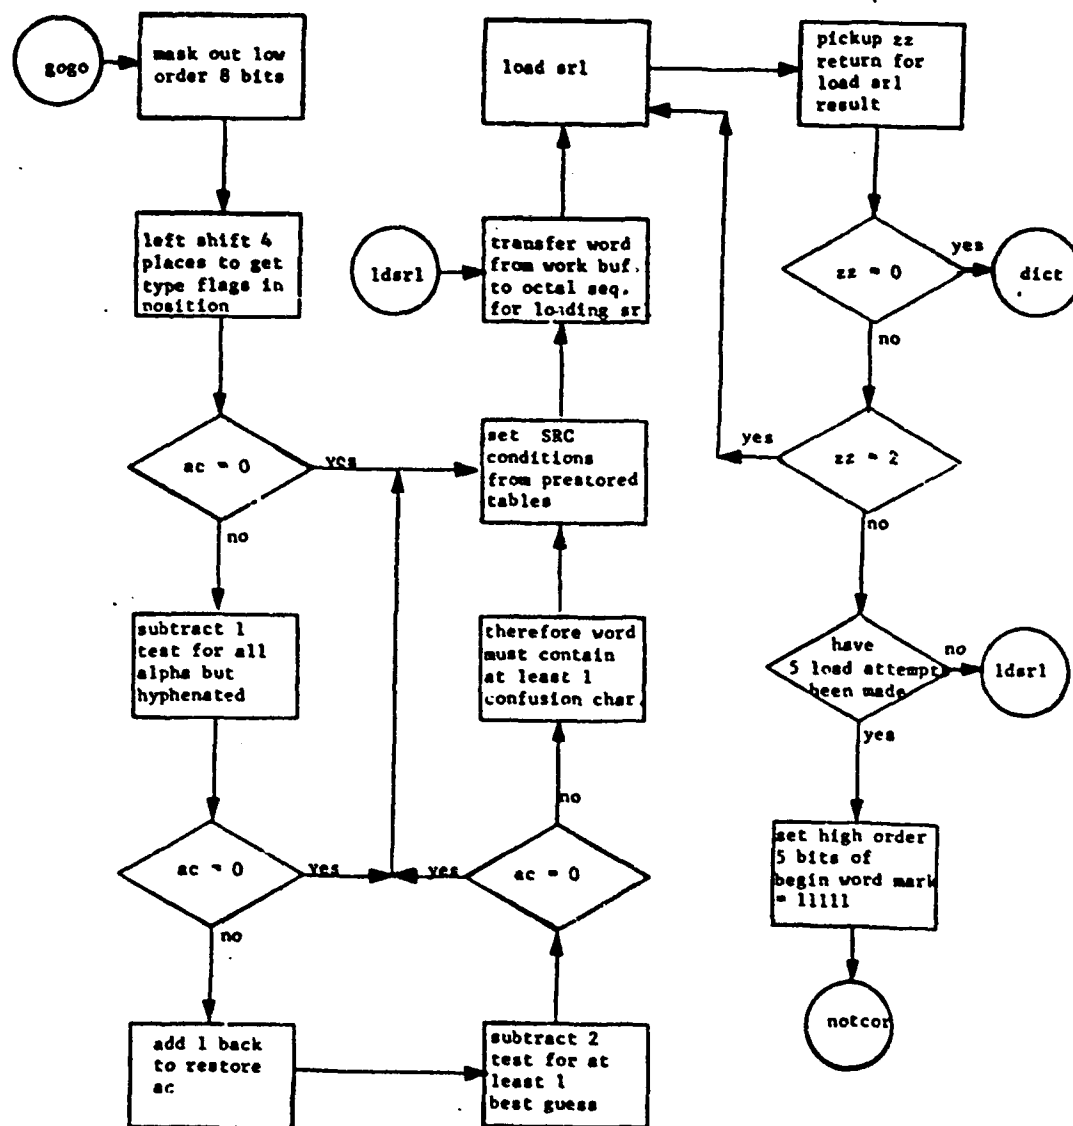 gogo
mask out low
order 8 bits
left shift 4
places to get
type flags in
position
ac = 0
yes
no
subtract 1
test for all
alpha but
hyphenated
ac = 0
yes
no
add 1 back
to restore
ac
subtract 2
test for at
least 1
best guess
ac = 0
yes
no
therefore word
must contain
at least 1
confusion char.
set SRC
conditions
from prestored
tables
ldsrl
transfer word
from work buf.
to octal seq.
for loading sr
load srl
pickup zz
return for
load srl
result
zz = 0
yes
dict
no
zz = 2
yes
no
have
5 load attempt
been made
no
ldsrl
yes
set high order
5 bits of
begin word mark
= 11111
notcor